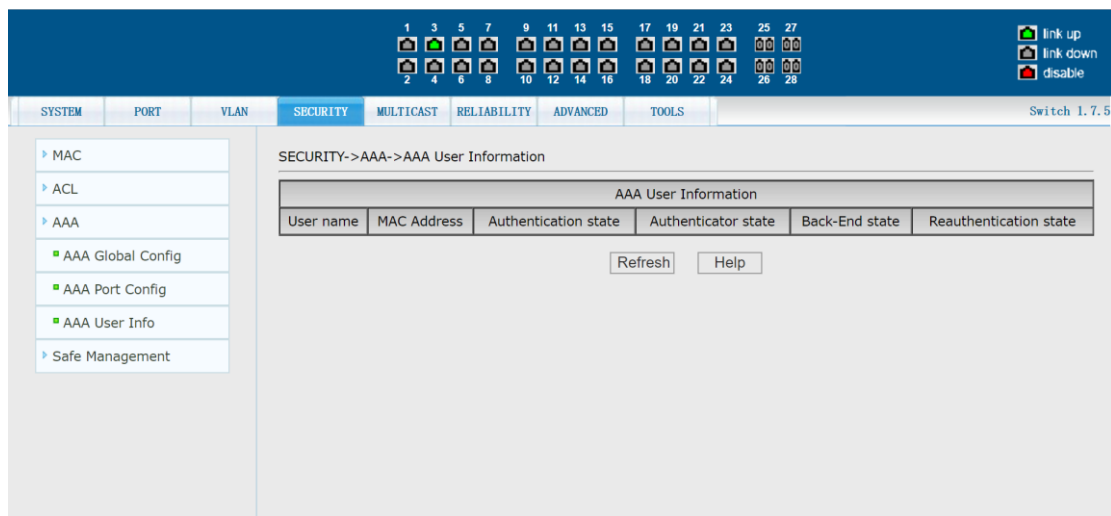 1 3 5 7 9 11 13 15 17 19 21 23 25 27
2 4 6 8 10 12 14 16 18 20 22 24 26 28
link up
link down
disable
SYSTEM PORT VLAN SECURITY MULTICAST RELIABILITY ADVANCED TOOLS Switch 1.7.5
MAC
ACL
AAA
AAA Global Config
AAA Port Config
AAA User Info
Safe Management
SECURITY->AAA->AAA User Information
AAA User Information
User name MAC Address Authentication state Authenticator state Back-End state Reauthentication state
Refresh Help